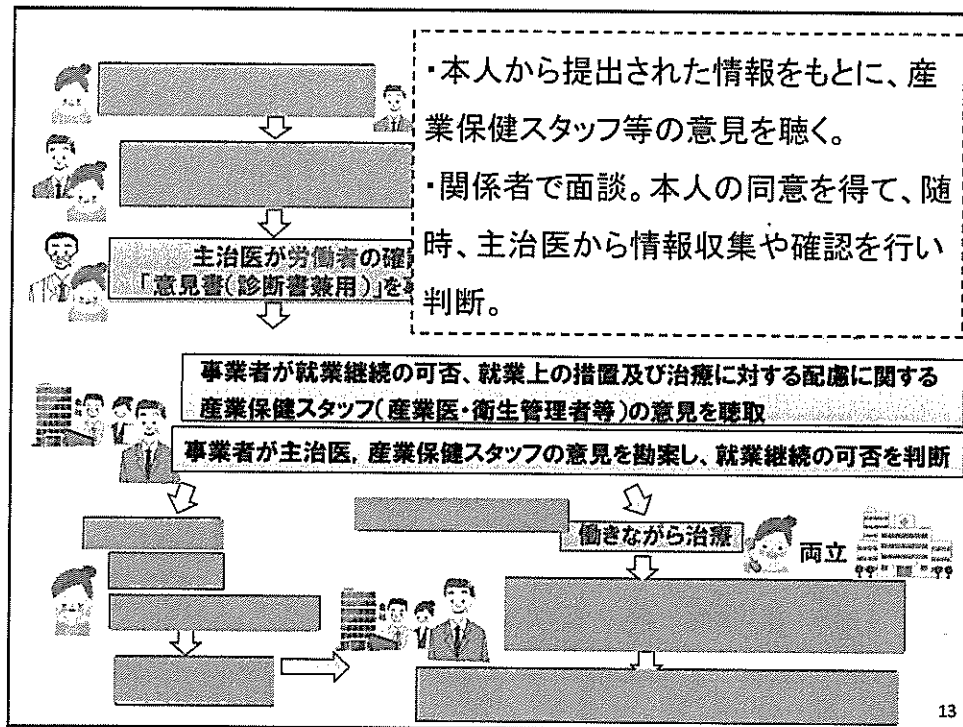 ・本人から提出された情報をもとに、産
業保健スタッフ等の意見を聴く。
・関係者で面談。本人の同意を得て、随
時、主治医から情報収集や確認を行い
判断。
主治医が労働者の確
「意見書(診断書兼用)」を
事業者が就業継続の可否、就業上の措置及び治療に対する配慮に関する
産業保健スタッフ(産業医・衛生管理者等)の意見を聴取
事業者が主治医, 産業保健スタッフの意見を勘案し、就業継続の可否を判断
働きながら治療
両立
13